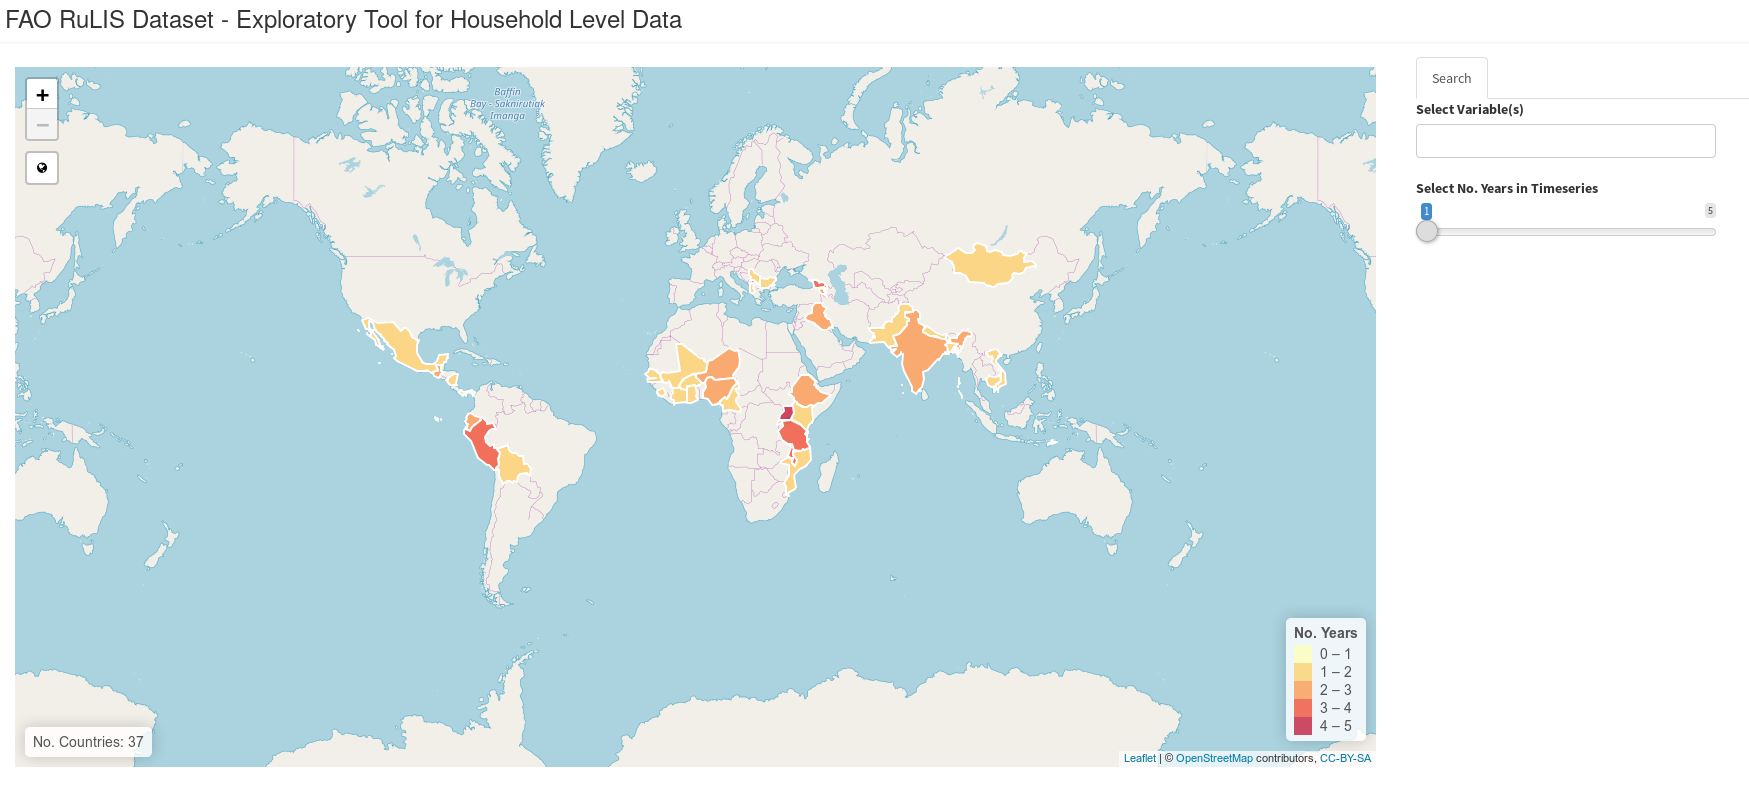 FAO RuLIS Dataset - Exploratory Tool for Household Level Data
+
−
Baffin
Bay - Saknirutiak
Imanga
Search
Select Variable(s)
Select No. Years in Timeseries
1
5
No. Years
0 – 1
1 – 2
2 – 3
3 – 4
4 – 5
No. Countries: 37
Leaflet | © OpenStreetMap contributors, CC-BY-SA